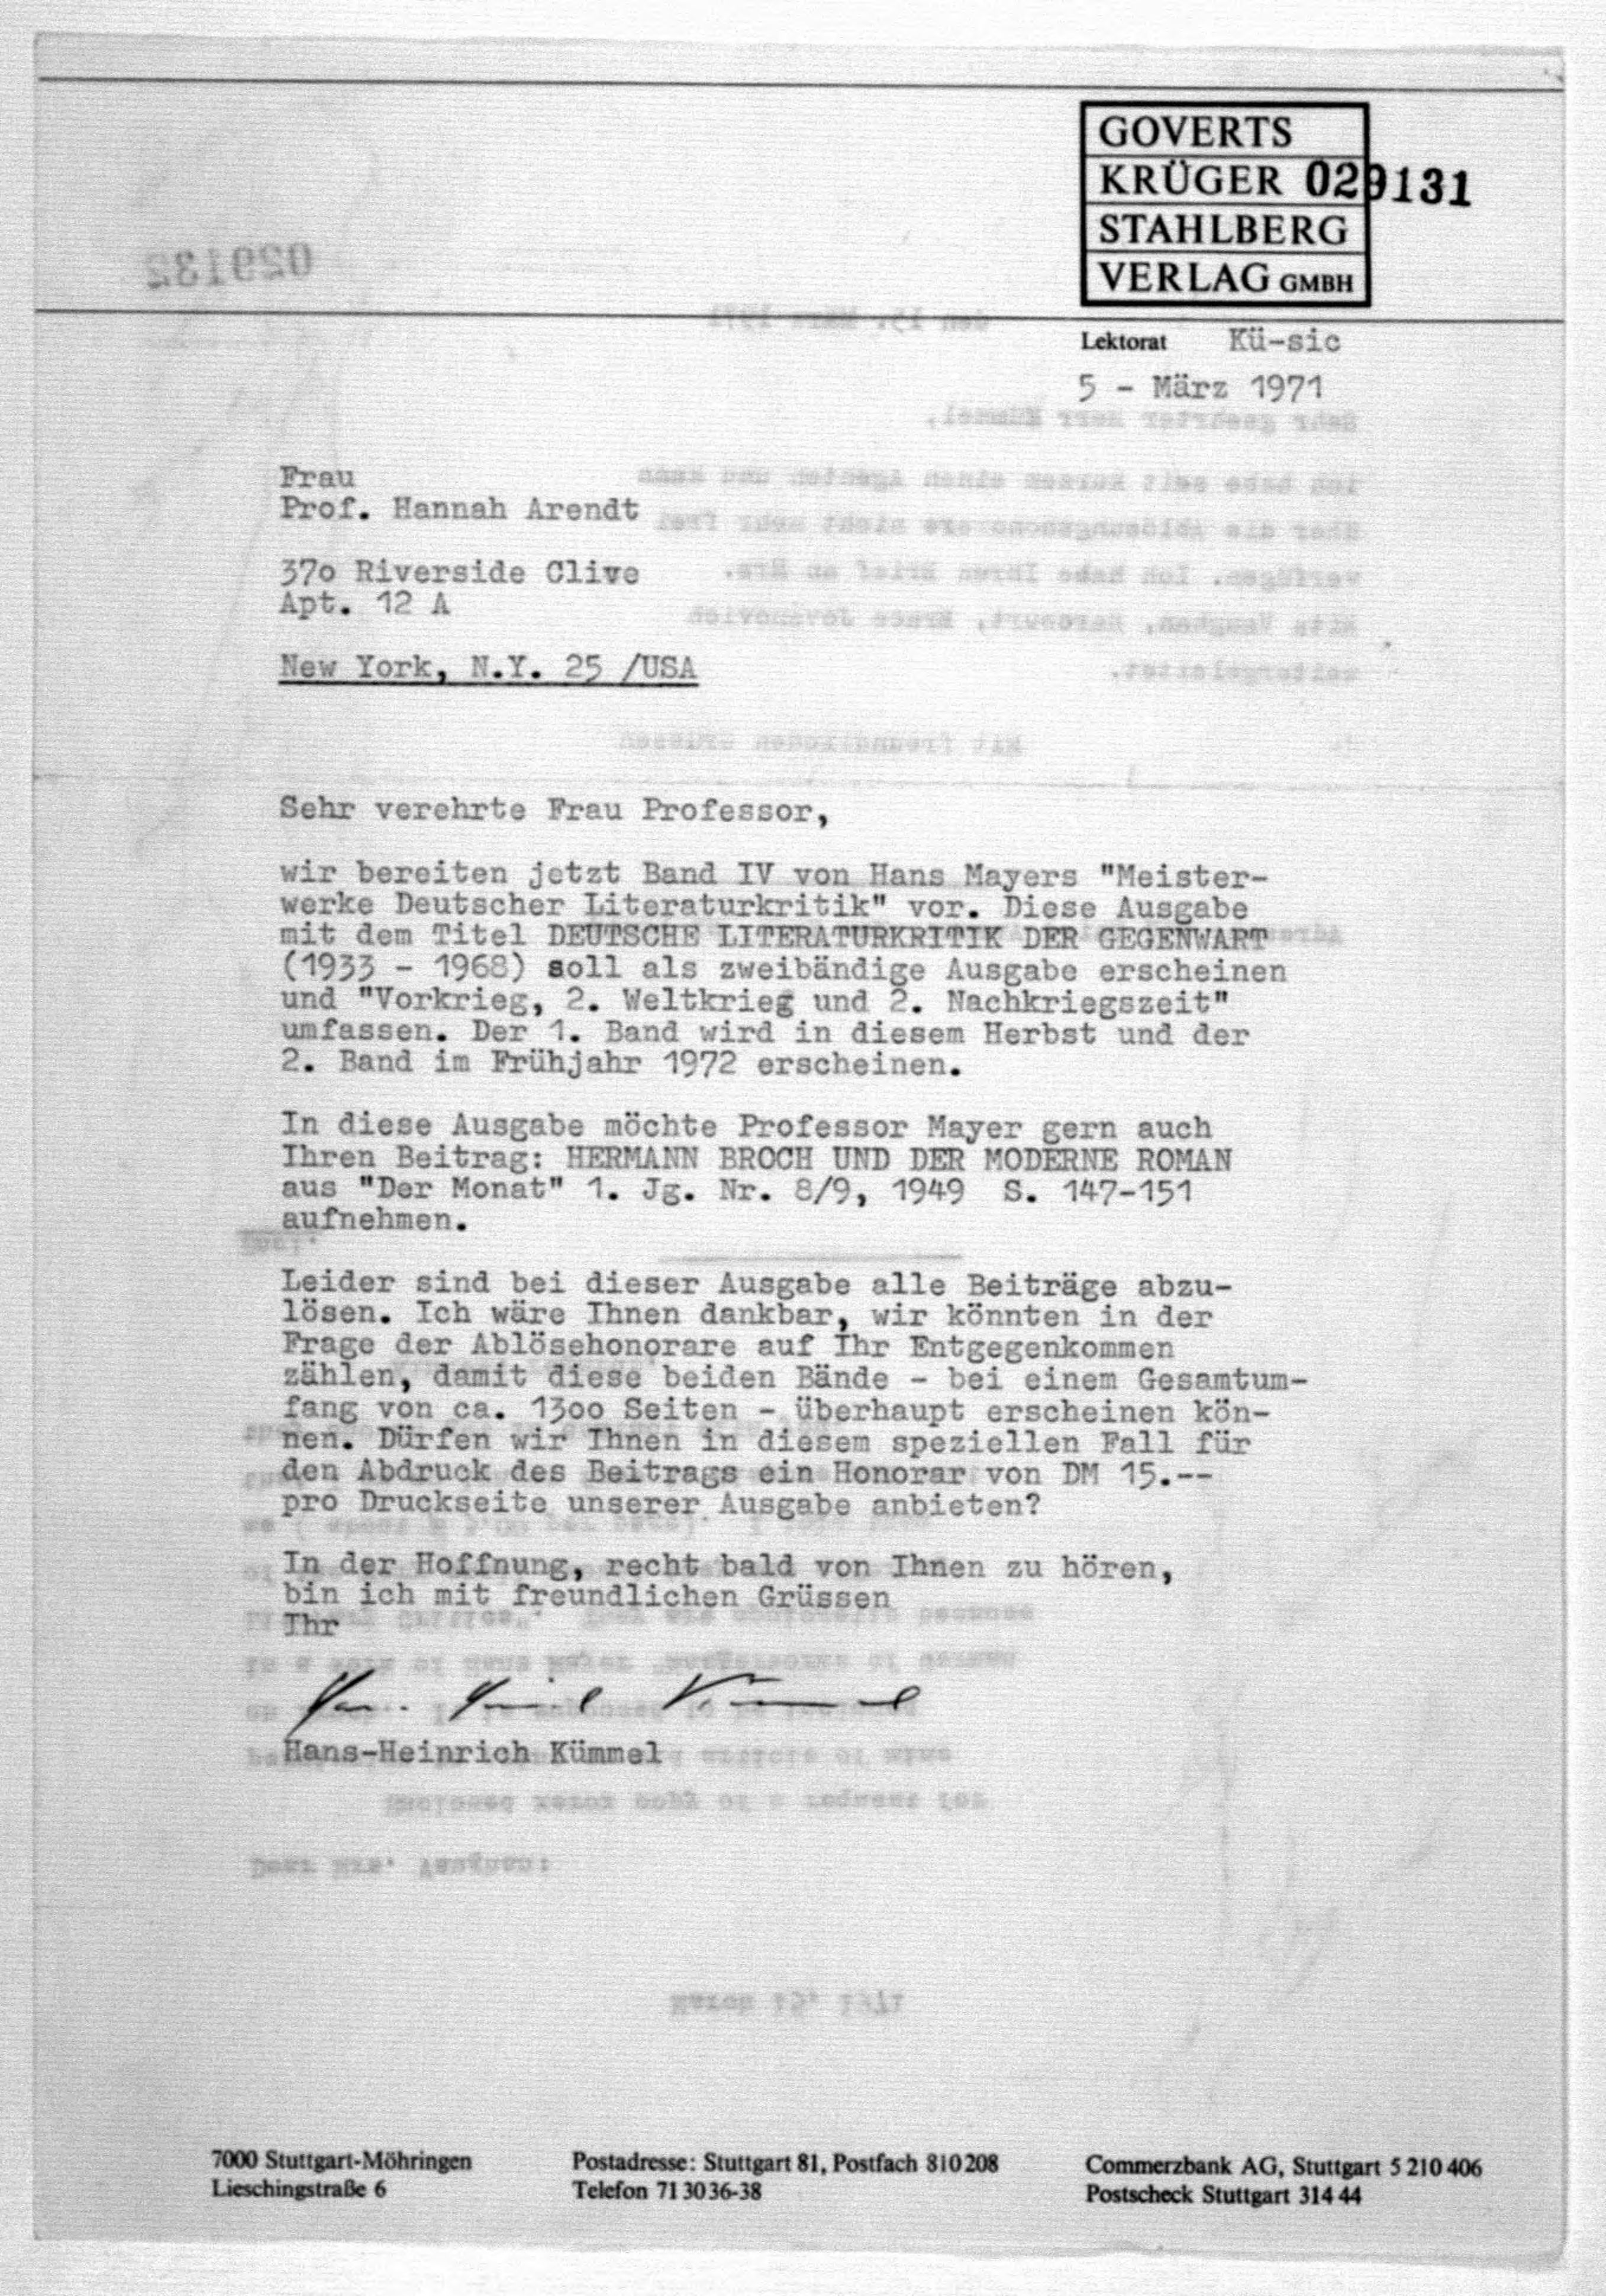 GOVERTS
KRÜGER 029131
STAHLBERG
VERLAG GMBH
029132
Lektorat Kü-sic
5 - März 1971
Frau
Prof. Hannah Arendt
370 Riverside Clive
Apt. 12 A
New York, N.Y. 25 /USA
Sehr verehrte Frau Professor,
wir bereiten jetzt Band IV von Hans Mayers "Meister-
werke Deutscher Literaturkritik" vor. Diese Ausgabe
mit dem Titel DEUTSCHE LITERATURKRITIK DER GEGENWART
(1933 - 1968) soll als zweibändige Ausgabe erscheinen
und "Vorkrieg, 2. Weltkrieg und 2. Nachkriegszeit"
umfassen. Der 1. Band wird in diesem Herbst und der
2. Band im Frühjahr 1972 erscheinen.
In diese Ausgabe möchte Professor Mayer gern auch
Ihren Beitrag: HERMANN BROCH UND DER MODERNE ROMAN
aus "Der Monat" 1. Jg. Nr. 8/9, 1949 S. 147-151
aufnehmen.
Leider sind bei dieser Ausgabe alle Beiträge abzu-
lösen. Ich wäre Ihnen dankbar, wir könnten in der
Frage der Ablösehonorare auf Ihr Entgegenkommen
zählen, damit diese beiden Bände - bei einem Gesamtum-
fang von ca. 1300 Seiten - überhaupt erscheinen kön-
nen. Dürfen wir Ihnen in diesem speziellen Fall für
den Abdruck des Beitrags ein Honorar von DM 15.--
pro Druckseite unserer Ausgabe anbieten?
In der Hoffnung, recht bald von Ihnen zu hören,
bin ich mit freundlichen Grüssen
Ihr
Hans-Heinrich Kümmel
7000 Stuttgart-Möhringen
Lieschingstraße 6
Postadresse: Stuttgart 81, Postfach 810208
Telefon 71 30 36-38
Commerzbank AG, Stuttgart 5 210 406
Postscheck Stuttgart 314 44